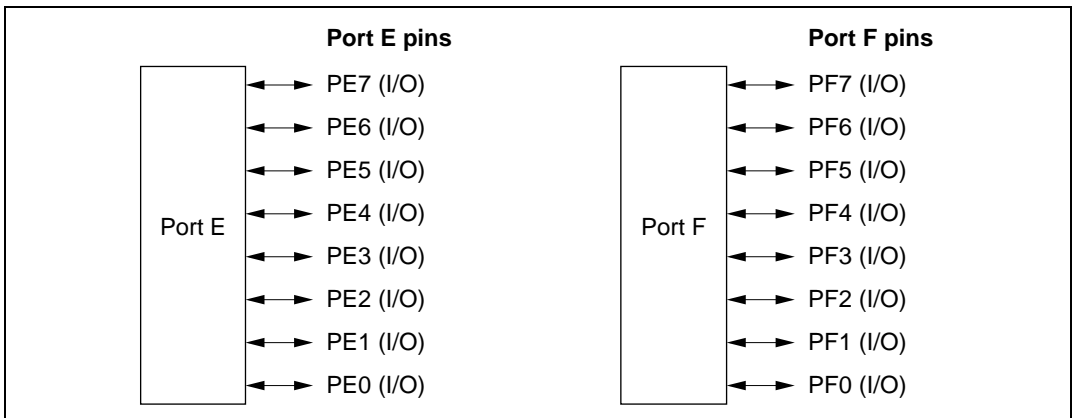 Port E pins
PE7 (I/O)
PE6 (I/O)
PE5 (I/O)
PE4 (I/O)
Port E
PE3 (I/O)
PE2 (I/O)
PE1 (I/O)
PE0 (I/O)
Port F pins
PF7 (I/O)
PF6 (I/O)
PF5 (I/O)
PF4 (I/O)
Port F
PF3 (I/O)
PF2 (I/O)
PF1 (I/O)
PF0 (I/O)